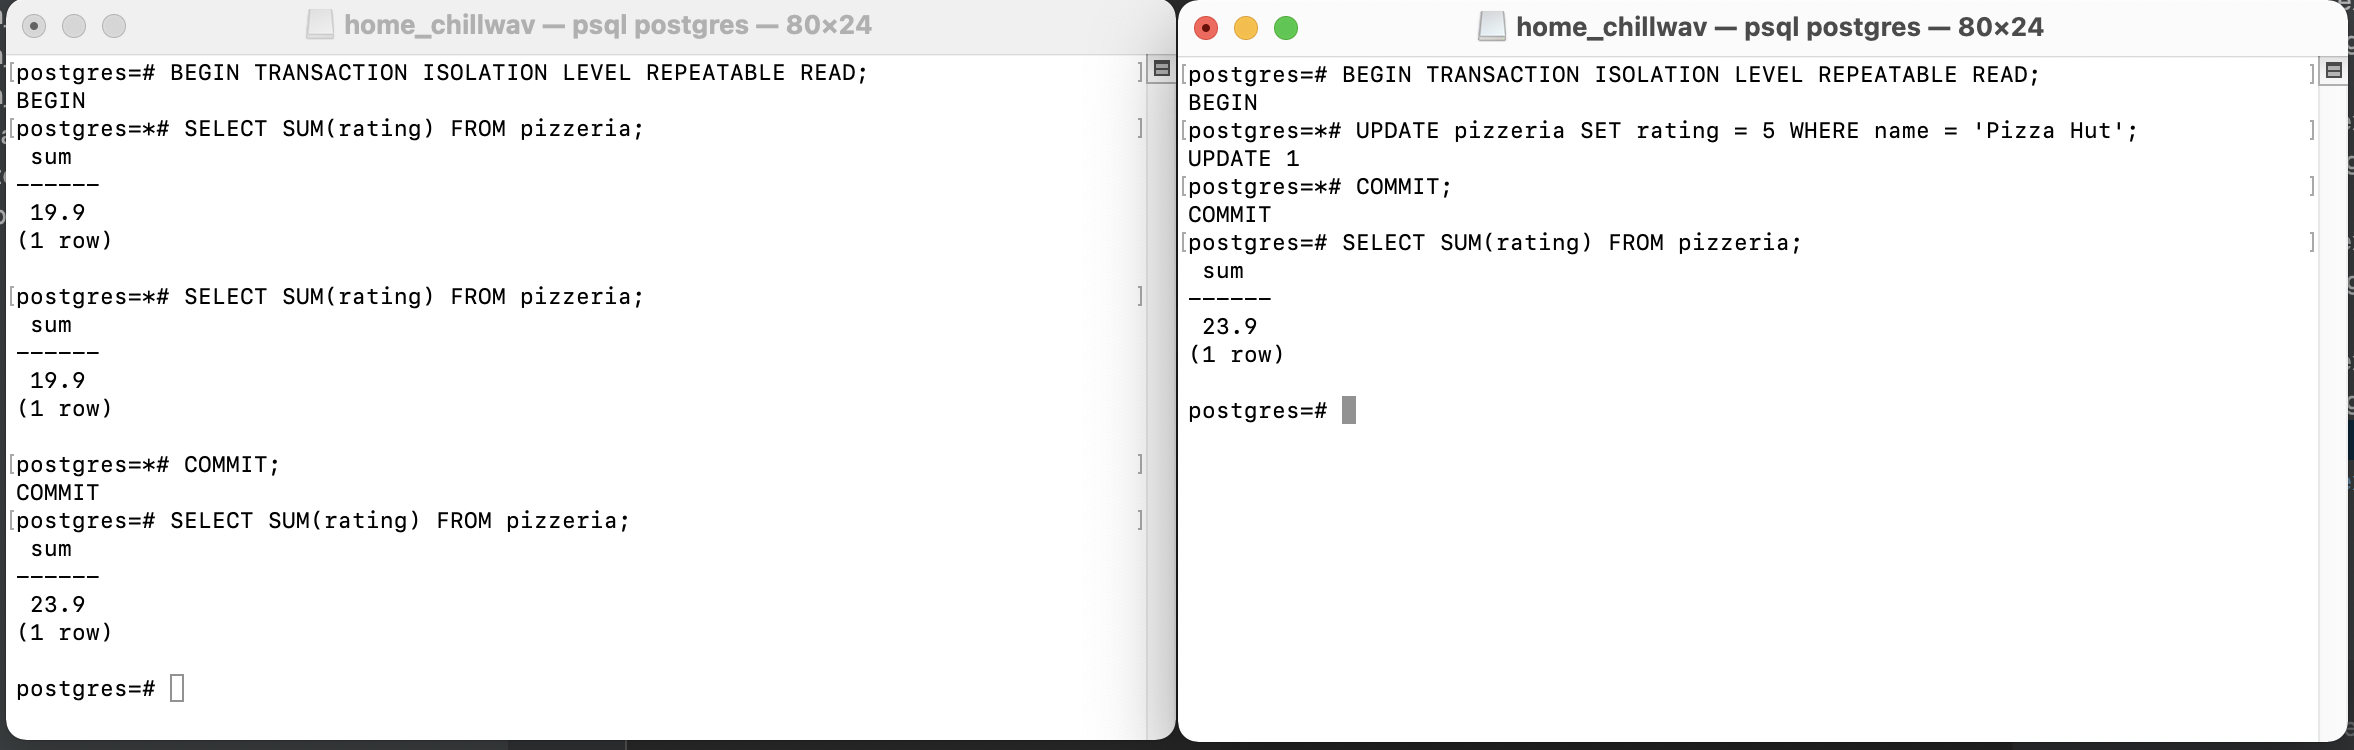 home_chillwav — psql postgres — 80×24
postgres=# BEGIN TRANSACTION ISOLATION LEVEL REPEATABLE READ;
BEGIN
postgres=*# SELECT SUM(rating) FROM pizzeria;
sum
------
19.9
(1 row)
postgres=*# SELECT SUM(rating) FROM pizzeria;
sum
------
19.9
(1 row)
postgres=*# COMMIT;
COMMIT
postgres=# SELECT SUM(rating) FROM pizzeria;
sum
------
23.9
(1 row)
postgres=#
home_chillwav — psql postgres — 80×24
postgres=# BEGIN TRANSACTION ISOLATION LEVEL REPEATABLE READ;
BEGIN
postgres=*# UPDATE pizzeria SET rating = 5 WHERE name = 'Pizza Hut';
UPDATE 1
postgres=*# COMMIT;
COMMIT
postgres=# SELECT SUM(rating) FROM pizzeria;
sum
------
23.9
(1 row)
postgres=#